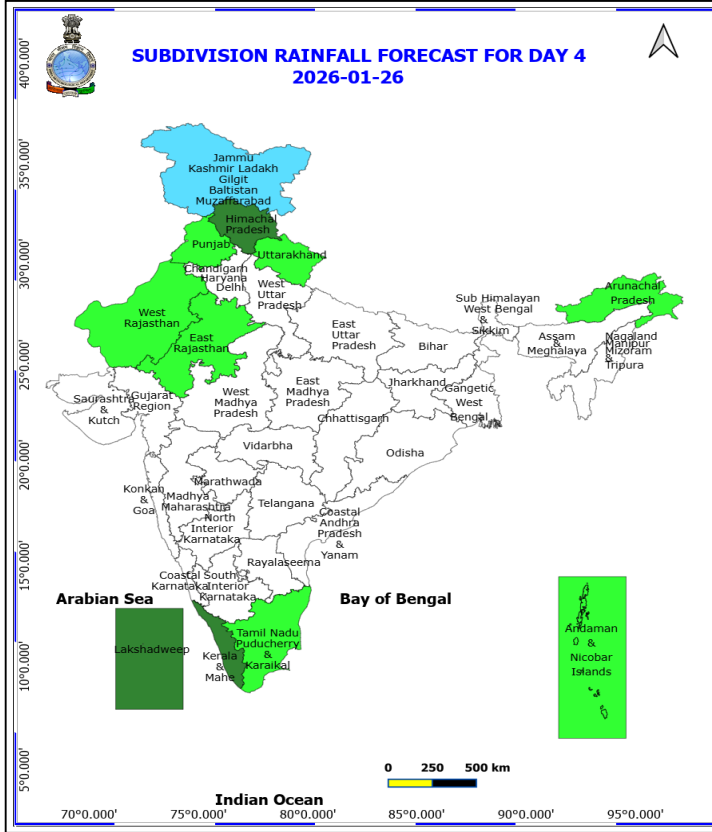 SUBDIVISION RAINFALL FORECAST FOR DAY 4
2026-01-26
40°0.000'
35°0.000'
30°0.000'
25°0.000'
20°0.000'
15°0.000'
10°0.000'
5°0.000'
Jammu
Kashmir Ladakh
Gilgit
Baltistan
Muzaffarabad
Himachal
Pradesh
Punjab
Uttarakhand
Chandigarh
Haryana
Delhi
West
Uttar
Pradesh
Arunachal
Pradesh
West
Rajasthan
East
Rajasthan
East
Uttar
Pradesh
Sub Himalayan
West Bengal
&
Sikkim
Bihar
Assam
&
Meghalaya
Nagaland
Manipur
Mizoram
&
Tripura
Saurashtra
&
Kutch
Gujarat
Region
West
Madhya
Pradesh
East
Madhya
Pradesh
Jharkhand
Gangetic
West
Bengal
Chhattisgarh
Vidarbha
Odisha
Konkan
&
Goa
Madhya
Maharashtra
Marathwada
Telangana
North
Interior
Karnataka
Coastal
Andhra
Pradesh
&
Yanam
Rayalaseema
Coastal
Karnataka
South
Interior
Karnataka
Arabian Sea
Bay of Bengal
Lakshadweep
Kerala
&
Mahe
Tamil Nadu
Puducherry
&
Karaikal
Andaman
&
Nicobar
Islands
0 250 500 km
Indian Ocean
70°0.000' 75°0.000' 80°0.000' 85°0.000' 90°0.000' 95°0.000'